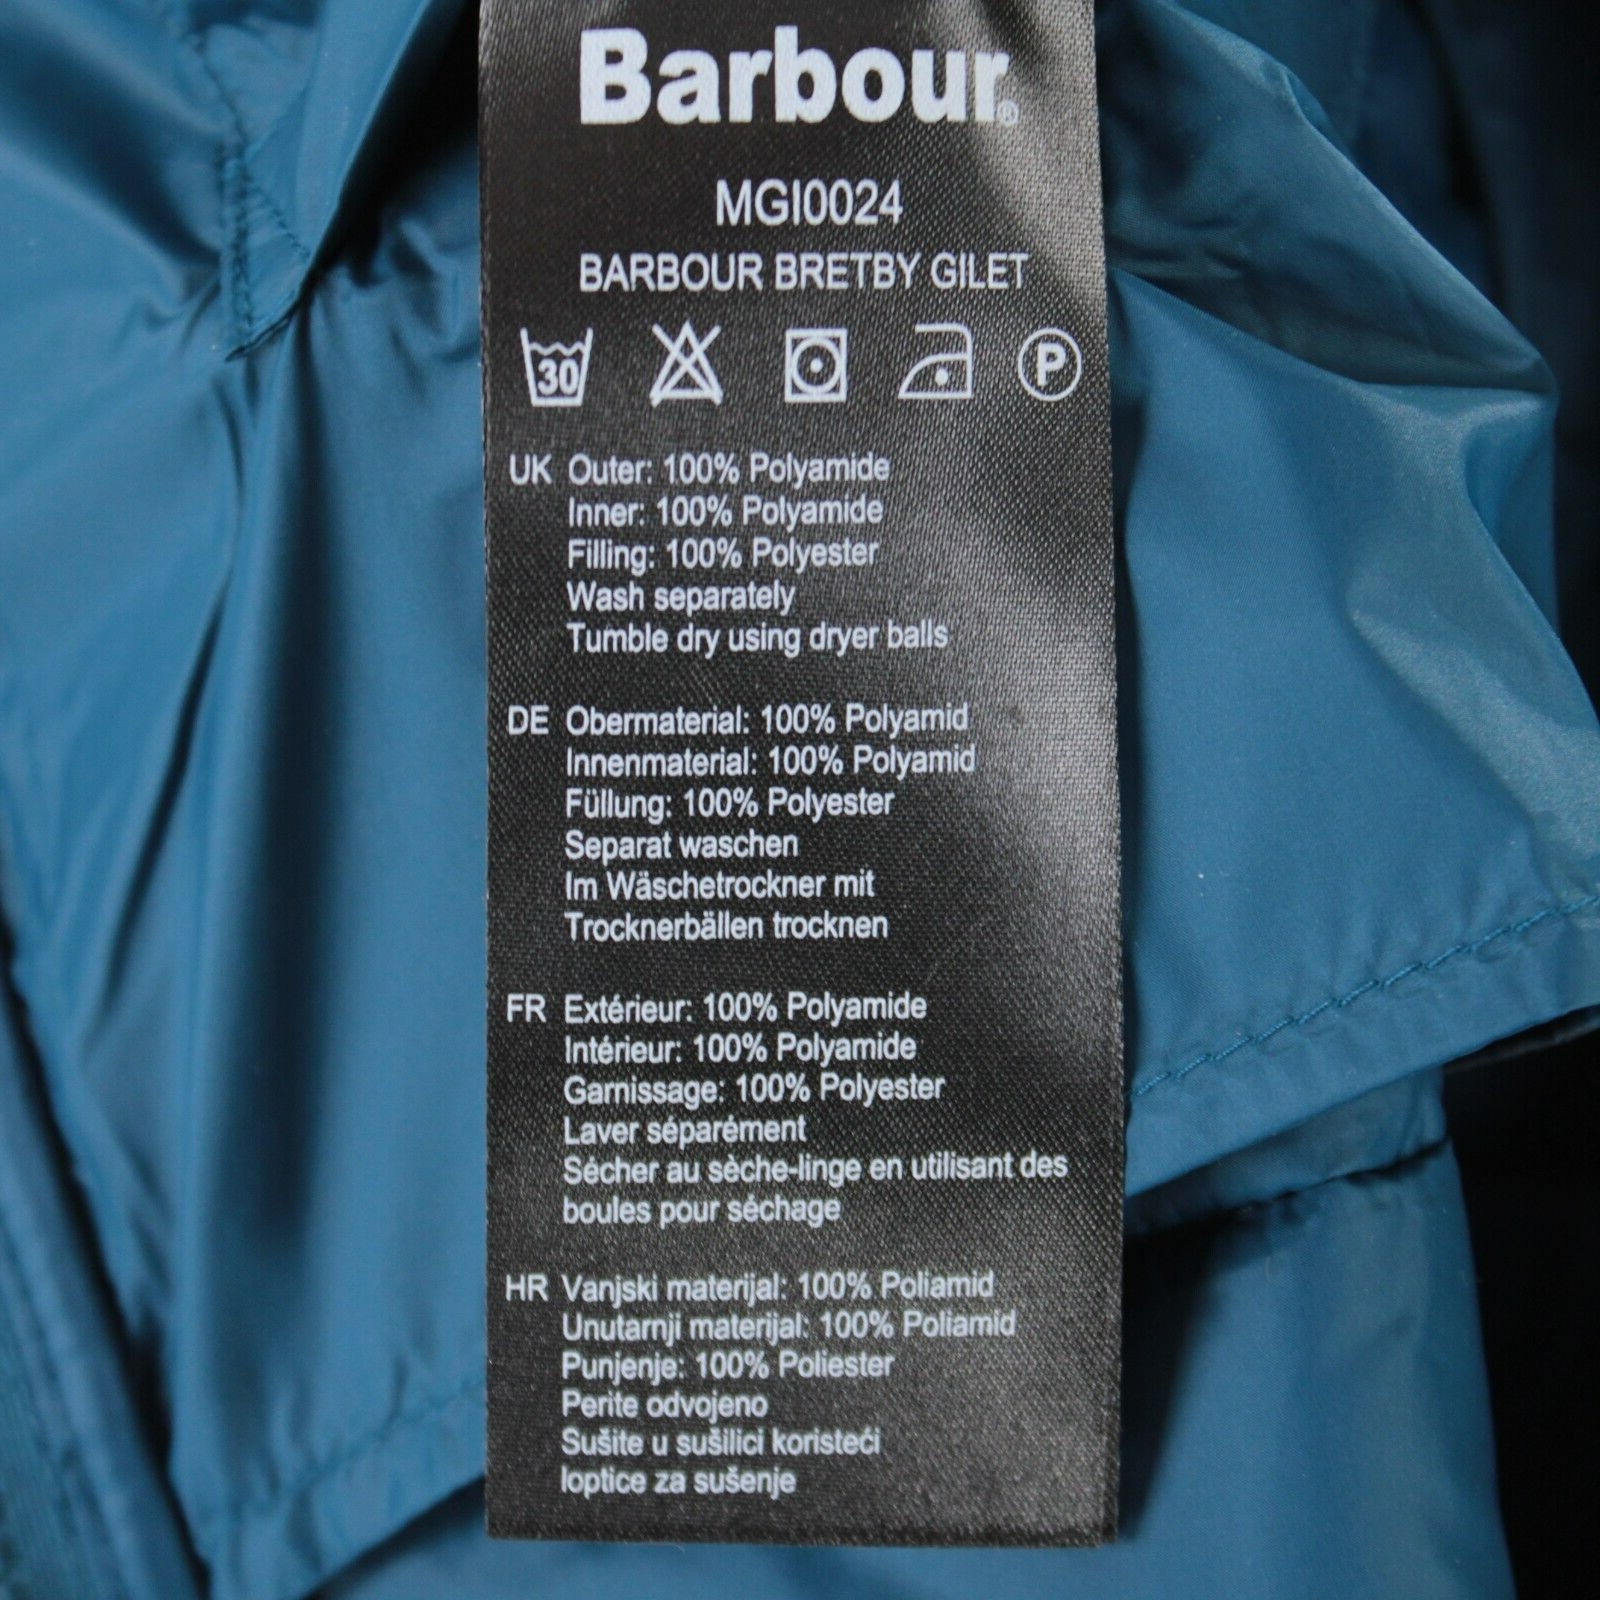 Barbour®
MGI0024
BARBOUR BRETBY GILET
30 P
UK Outer: 100% Polyamide
Inner: 100% Polyamide
Filling: 100% Polyester
Wash separately
Tumble dry using dryer balls
DE Obermaterial: 100% Polyamid
Innenmaterial: 100% Polyamid
Füllung: 100% Polyester
Separat waschen
Im Wäschetrockner mit
Trocknerbällen trocknen
FR Extérieur: 100% Polyamide
Intérieur: 100% Polyamide
Garnissage: 100% Polyester
Laver séparément
Sécher au sèche-linge en utilisant des
boules pour séchage
HR Vanjski materijal: 100% Poliamid
Unutarnji materijal: 100% Poliamid
Punjenje: 100% Poliester
Perite odvojeno
Sušite u sušilici koristeći
loptice za sušenje